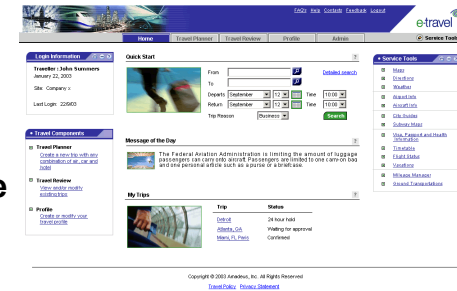 FAQs Help Contacts Feedback Logout
e-travel
Home Travel Planner Travel Review Profile Admin
Service Tools
Login Information
Traveller : John Summers
January 22, 2003
Site: Company x
Last Login: 22/6/03
Travel Components
Travel Planner
Create a new trip with any
combination of air, car and
hotel
Travel Review
View and/or modify
existing trips
Profile
Create or modify your
travel profile
e
Quick Start ?
From Detailed search
To
Departs September 12 Time 10:00
Return September 12 Time 10:00
Trip Reason Business Search
Message of the Day ?
The Federal Aviation Administration is limiting the amount of luggage
passengers can carry onto aircraft. Passengers are limited to one carry-on bag
and one personal article such as a purse or a briefcase.
My Trips ?
Trip Status
Detroit 24 hour hold
Atlanta, GA Waiting for approval
Miami, FL Paris Confirmed
Service Tools
Maps
Directions
Weather
Airport Info
Aircraft Info
City Guides
Subway Maps
Visa, Passport and Health
Information
Timetable
Flight Status
Vacations
Mileage Manager
Ground Transportations
Copyright © 2003 Amadeus, Inc. All Rights Reserved
Travel Policy Privacy Statement